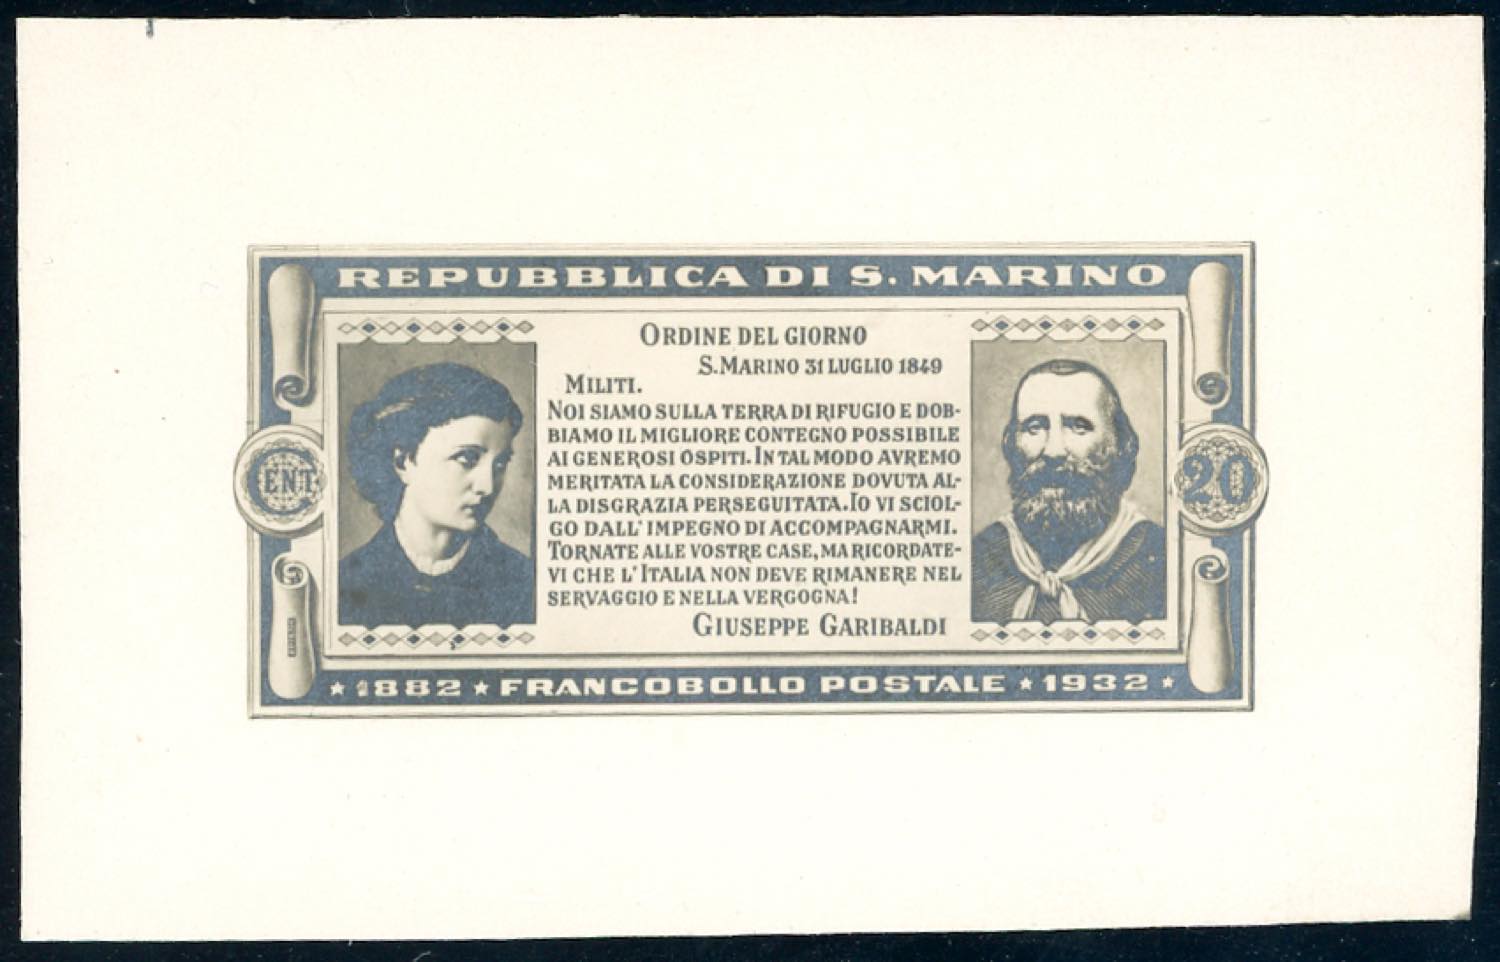 REPUBBLICA DI S. MARINO
ORDINE DEL GIORNO
S. MARINO 31 LUGLIO 1849
MILITI.
NOI SIAMO SULLA TERRA DI RIFUGIO E DOB-
BIAMO IL MIGLIORE CONTEGNO POSSIBILE
AI GENEROSI OSPITI. IN TAL MODO AVREMO
MERITATA LA CONSIDERAZIONE DOVUTA AL-
LA DISGRAZIA PERSEGUITATA. IO VI SCIOL-
GO DALL' IMPEGNO DI ACCOMPAGNARMI.
TORNATE ALLE VOSTRE CASE, MA RICORDATE-
VI CHE L' ITALIA NON DEVE RIMANERE NEL
SERVAGGIO E NELLA VERGOGNA!
GIUSEPPE GARIBALDI
CENT
20
★ 1882 ★ FRANCOBOLLO POSTALE ★ 1932 ★